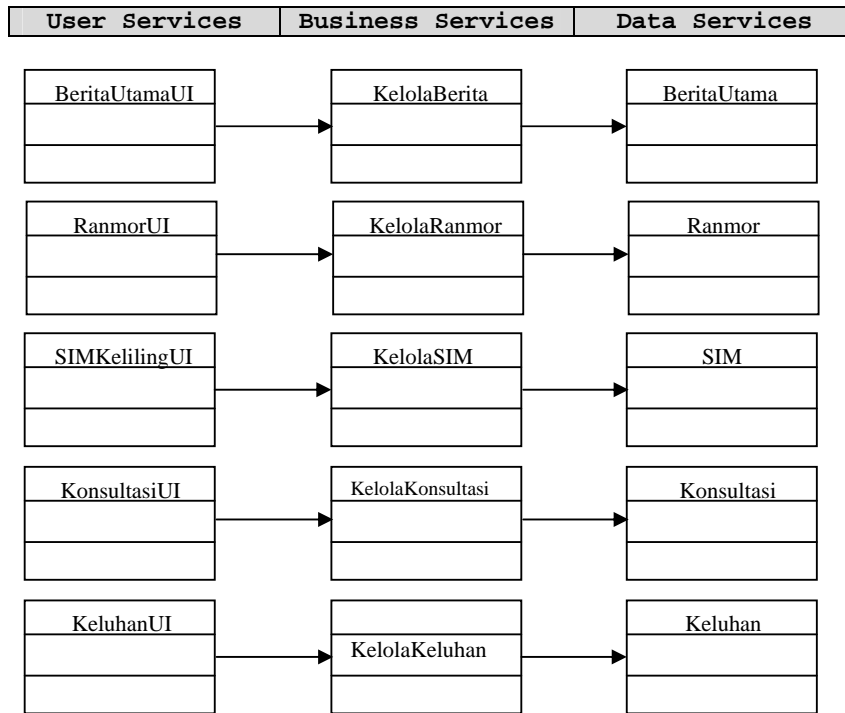 User Services Business Services Data Services
BeritaUtamaUI KelolaBerita BeritaUtama
RanmorUI KelolaRanmor Ranmor
SIMKelilingUI KelolaSIM SIM
KonsultasiUI KelolaKonsultasi Konsultasi
KeluhanUI Keluhan
KelolaKeluhan